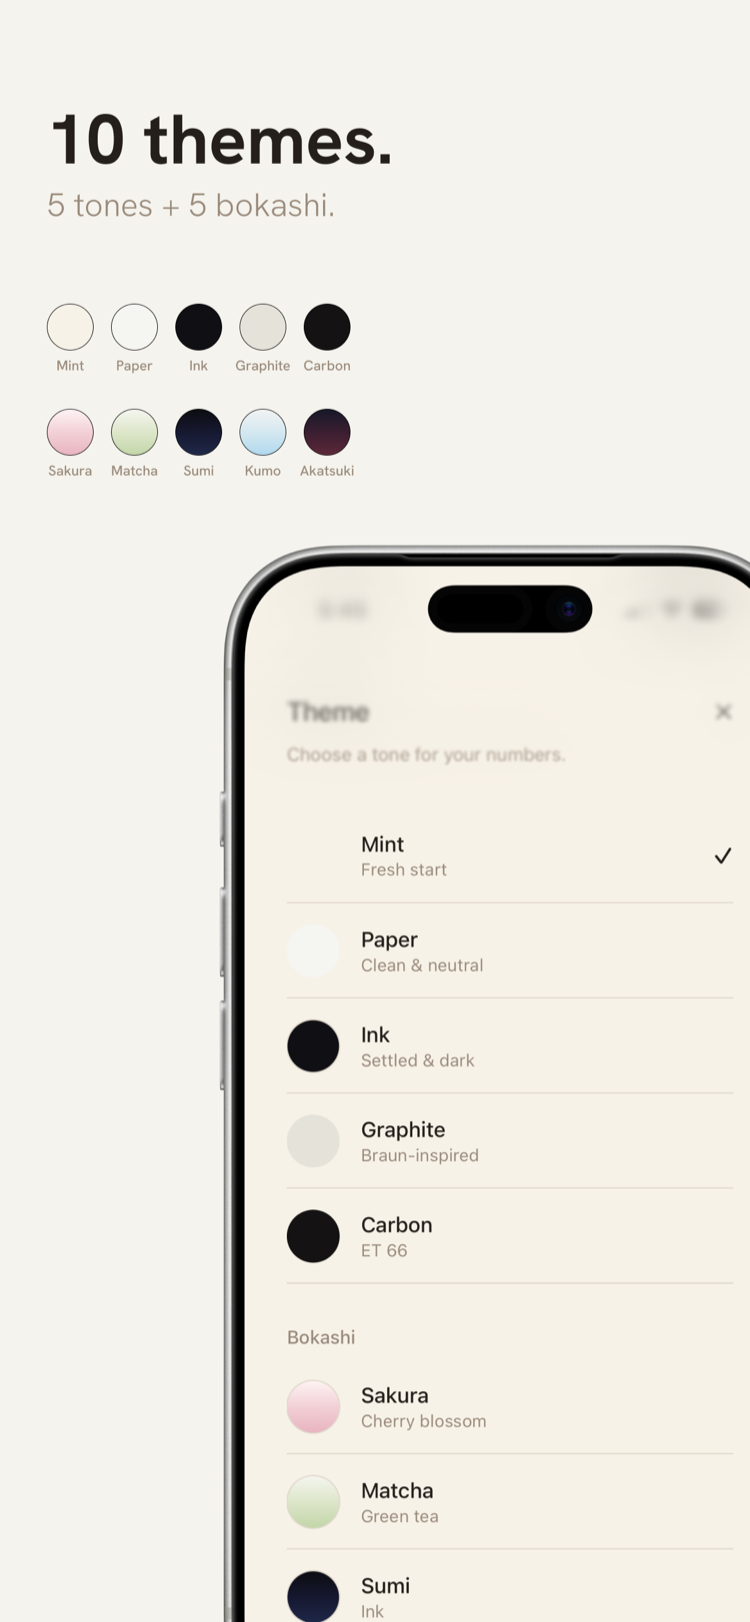 10 themes.
5 tones + 5 bokashi.
Mint Paper Ink Graphite Carbon
Sakura Matcha Sumi Kumo Akatsuki
Theme
Choose a tone for your numbers.
Mint
Fresh start
Paper
Clean & neutral
Ink
Settled & dark
Graphite
Braun-inspired
Carbon
ET 66
Bokashi
Sakura
Cherry blossom
Matcha
Green tea
Sumi
Ink